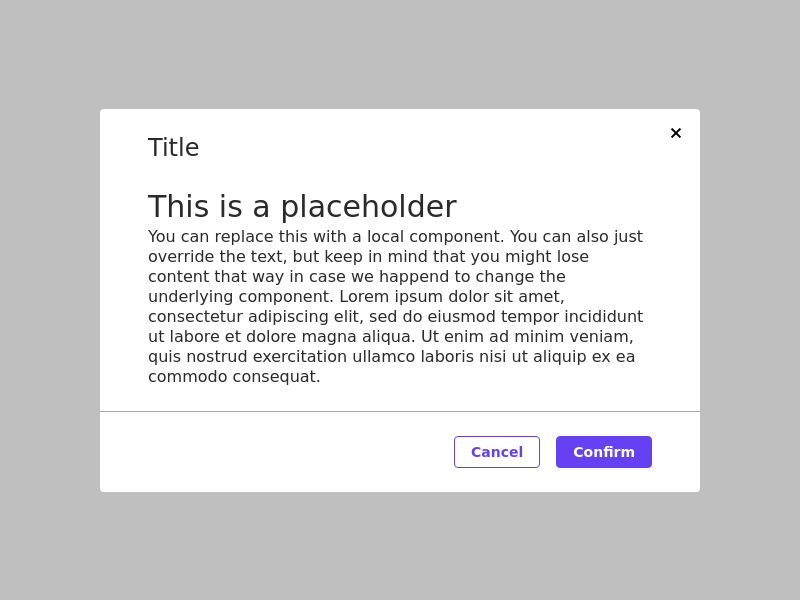 Title
×
This is a placeholder
You can replace this with a local component. You can also just
override the text, but keep in mind that you might lose
content that way in case we happend to change the
underlying component. Lorem ipsum dolor sit amet,
consectetur adipiscing elit, sed do eiusmod tempor incididunt
ut labore et dolore magna aliqua. Ut enim ad minim veniam,
quis nostrud exercitation ullamco laboris nisi ut aliquip ex ea
commodo consequat.
Cancel
Confirm